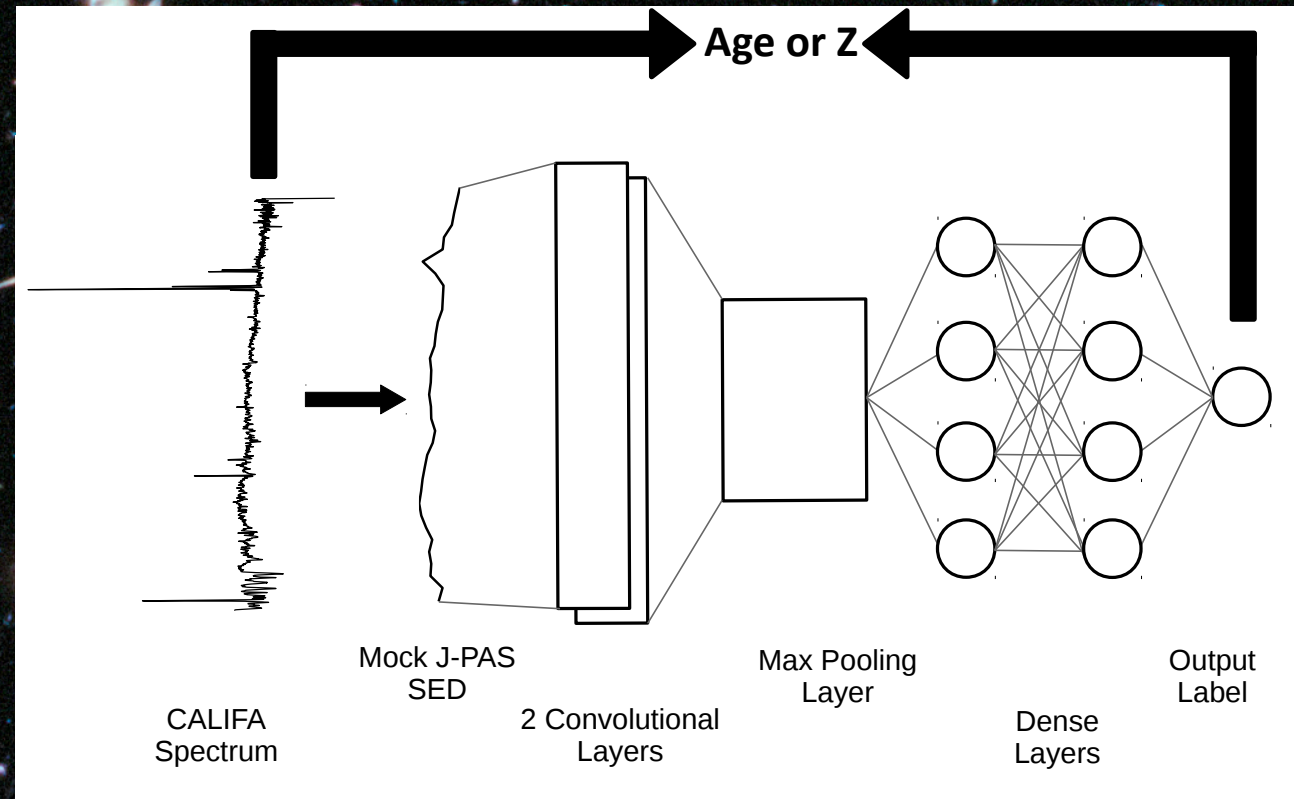 Age or Z
Mock J-PAS
SED
Max Pooling
Layer
Output
Label
CALIFA
Spectrum
2 Convolutional
Layers
Dense
Layers